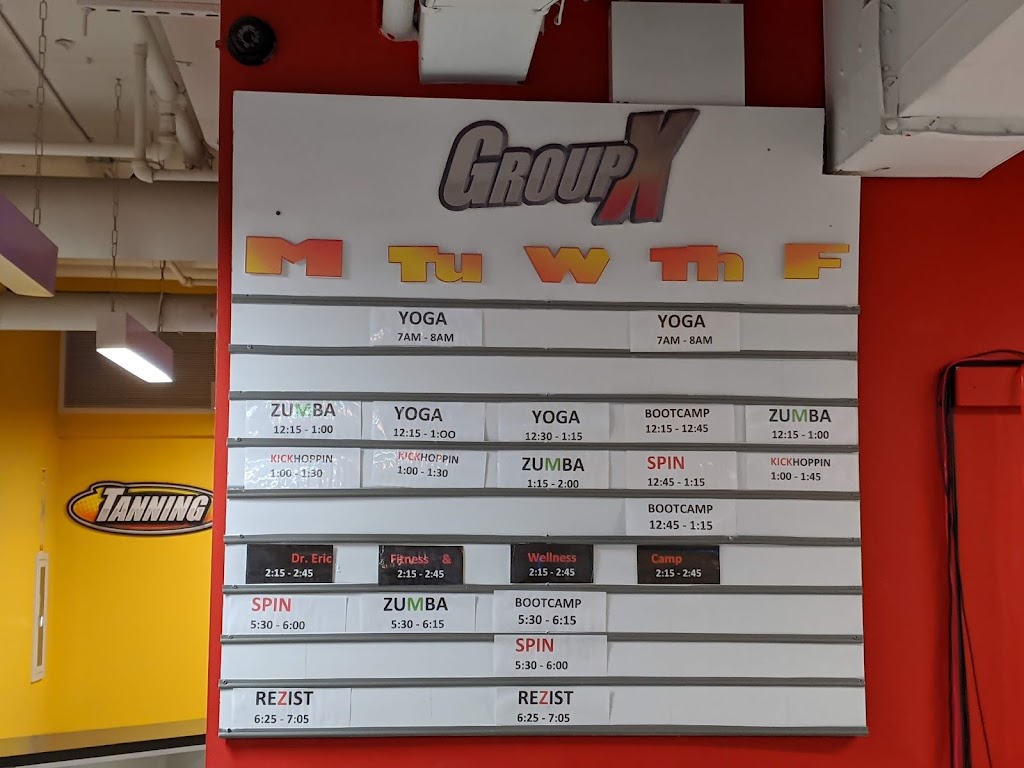 GROUPX
M Tu W Th F
YOGA YOGA
7AM - 8AM 7AM - 8AM
ZUMBA YOGA YOGA BOOTCAMP ZUMBA
12:15 - 1:00 12:15 - 1:OO 12:30 - 1:15 12:15 - 12:45 12:15 - 1:00
KICKHOPPIN KICKHOPPIN ZUMBA SPIN KICKHOPPIN
1:00 - 1:30 1:00 - 1:30 1:15 - 2:00 12:45 - 1:15 1:00 - 1:45
BOOTCAMP
12:45 - 1:15
TANNING
Dr. Eric Fitness & Wellness Camp
2:15 - 2:45 2:15 - 2:45 2:15 - 2:45 2:15 - 2:45
SPIN ZUMBA BOOTCAMP
5:30 - 6:00 5:30 - 6:15 5:30 - 6:15
SPIN
5:30 - 6:00
REZIST REZIST
6:25 - 7:05 6:25 - 7:05